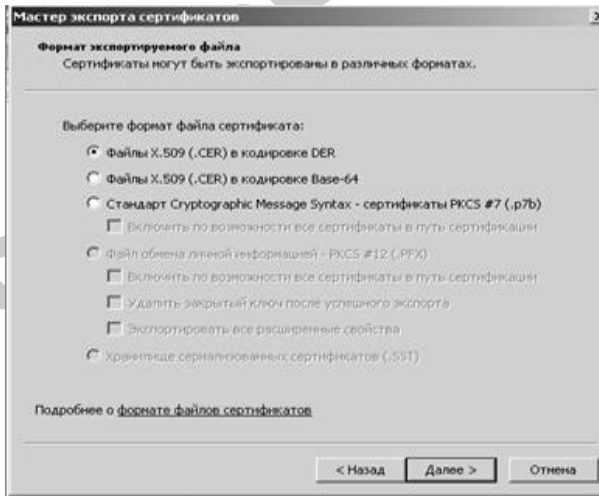 Мастер экспорта сертификатов
Формат экспортируемого файла
Сертификаты могут быть экспортированы в различных форматах.
Выберите формат файла сертификата:
Файлы X.509 (.CER) в кодировке DER
Файлы X.509 (.CER) в кодировке Base-64
Стандарт Cryptographic Message Syntax - сертификаты PKCS #7 (.p7b)
Включить по возможности все сертификаты в путь сертификации
Файл обмена личной информацией - PKCS #12 (.PFX)
Включить по возможности все сертификаты в путь сертификации
Удалить закрытый ключ после успешного экспорта
Экспортировать все расширенные свойства
Хранилище сериализованных сертификатов (.SST)
Подробнее о формате файлов сертификатов
< Назад Далее > Отмена